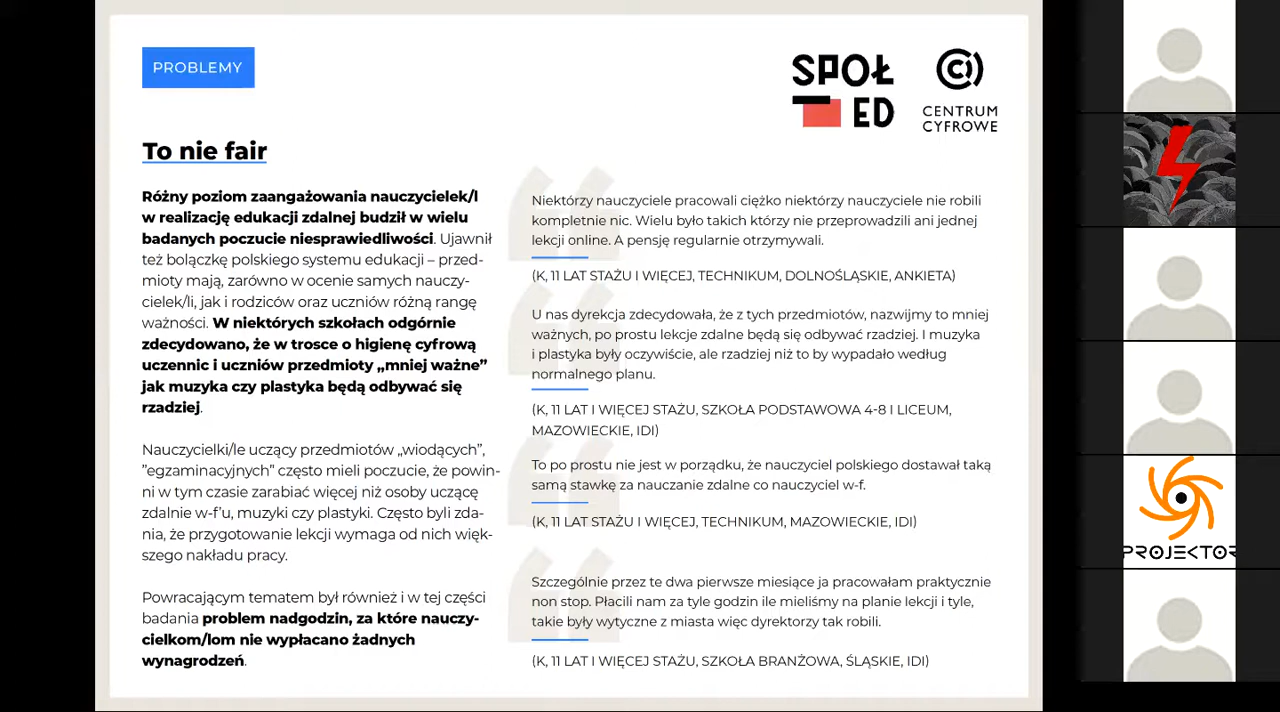 PROBLEMY
SPOŁ
ED
CENTRUM
CYFROWE
To nie fair
Różny poziom zaangażowania nauczycielek/l
w realizację edukacji zdalnej budził w wielu
badanych poczucie niesprawiedliwości. Ujawnił
też bolączkę polskiego systemu edukacji – przed-
mioty mają, zarówno w ocenie samych nauczy-
cielek/li, jak i rodziców oraz uczniów różną rangę
ważności. W niektórych szkołach odgórnie
zdecydowano, że w trosce o higienę cyfrową
uczennic i uczniów przedmioty „mniej ważne”
jak muzyka czy plastyka będą odbywać się
rzadziej.
Nauczycielki/le uczący przedmiotów „wiodących”,
”egzaminacyjnych” często mieli poczucie, że powin-
ni w tym czasie zarabiać więcej niż osoby uczącę
zdalnie w-f’u, muzyki czy plastyki. Często byli zda-
nia, że przygotowanie lekcji wymaga od nich więk-
szego nakładu pracy.
Powracającym tematem był również i w tej części
badania problem nadgodzin, za które nauczy-
cielkom/lom nie wypłacano żadnych
wynagrodzeń.
Niektórzy nauczyciele pracowali ciężko niektórzy nauczyciele nie robili
kompletnie nic. Wielu było takich którzy nie przeprowadzili ani jednej
lekcji online. A pensję regularnie otrzymywali.
(K, 11 LAT STAŻU I WIĘCEJ, TECHNIKUM, DOLNOŚLĄSKIE, ANKIETA)
U nas dyrekcja zdecydowała, że z tych przedmiotów, nazwijmy to mniej
ważnych, po prostu lekcje zdalne będą się odbywać rzadziej. I muzyka
i plastyka były oczywiście, ale rzadziej niż to by wypadało według
normalnego planu.
(K, 11 LAT I WIĘCEJ STAŻU, SZKOŁA PODSTAWOWA 4-8 I LICEUM,
MAZOWIECKIE, IDI)
To po prostu nie jest w porządku, że nauczyciel polskiego dostawał taką
samą stawkę za nauczanie zdalne co nauczyciel w-f.
(K, 11 LAT STAŻU I WIĘCEJ, TECHNIKUM, MAZOWIECKIE, IDI)
Szczególnie przez te dwa pierwsze miesiące ja pracowałam praktycznie
non stop. Płacili nam za tyle godzin ile mieliśmy na planie lekcji i tyle,
takie były wytyczne z miasta więc dyrektorzy tak robili.
(K, 11 LAT I WIĘCEJ STAŻU, SZKOŁA BRANŻOWA, ŚLĄSKIE, IDI)
PROJEKTOR